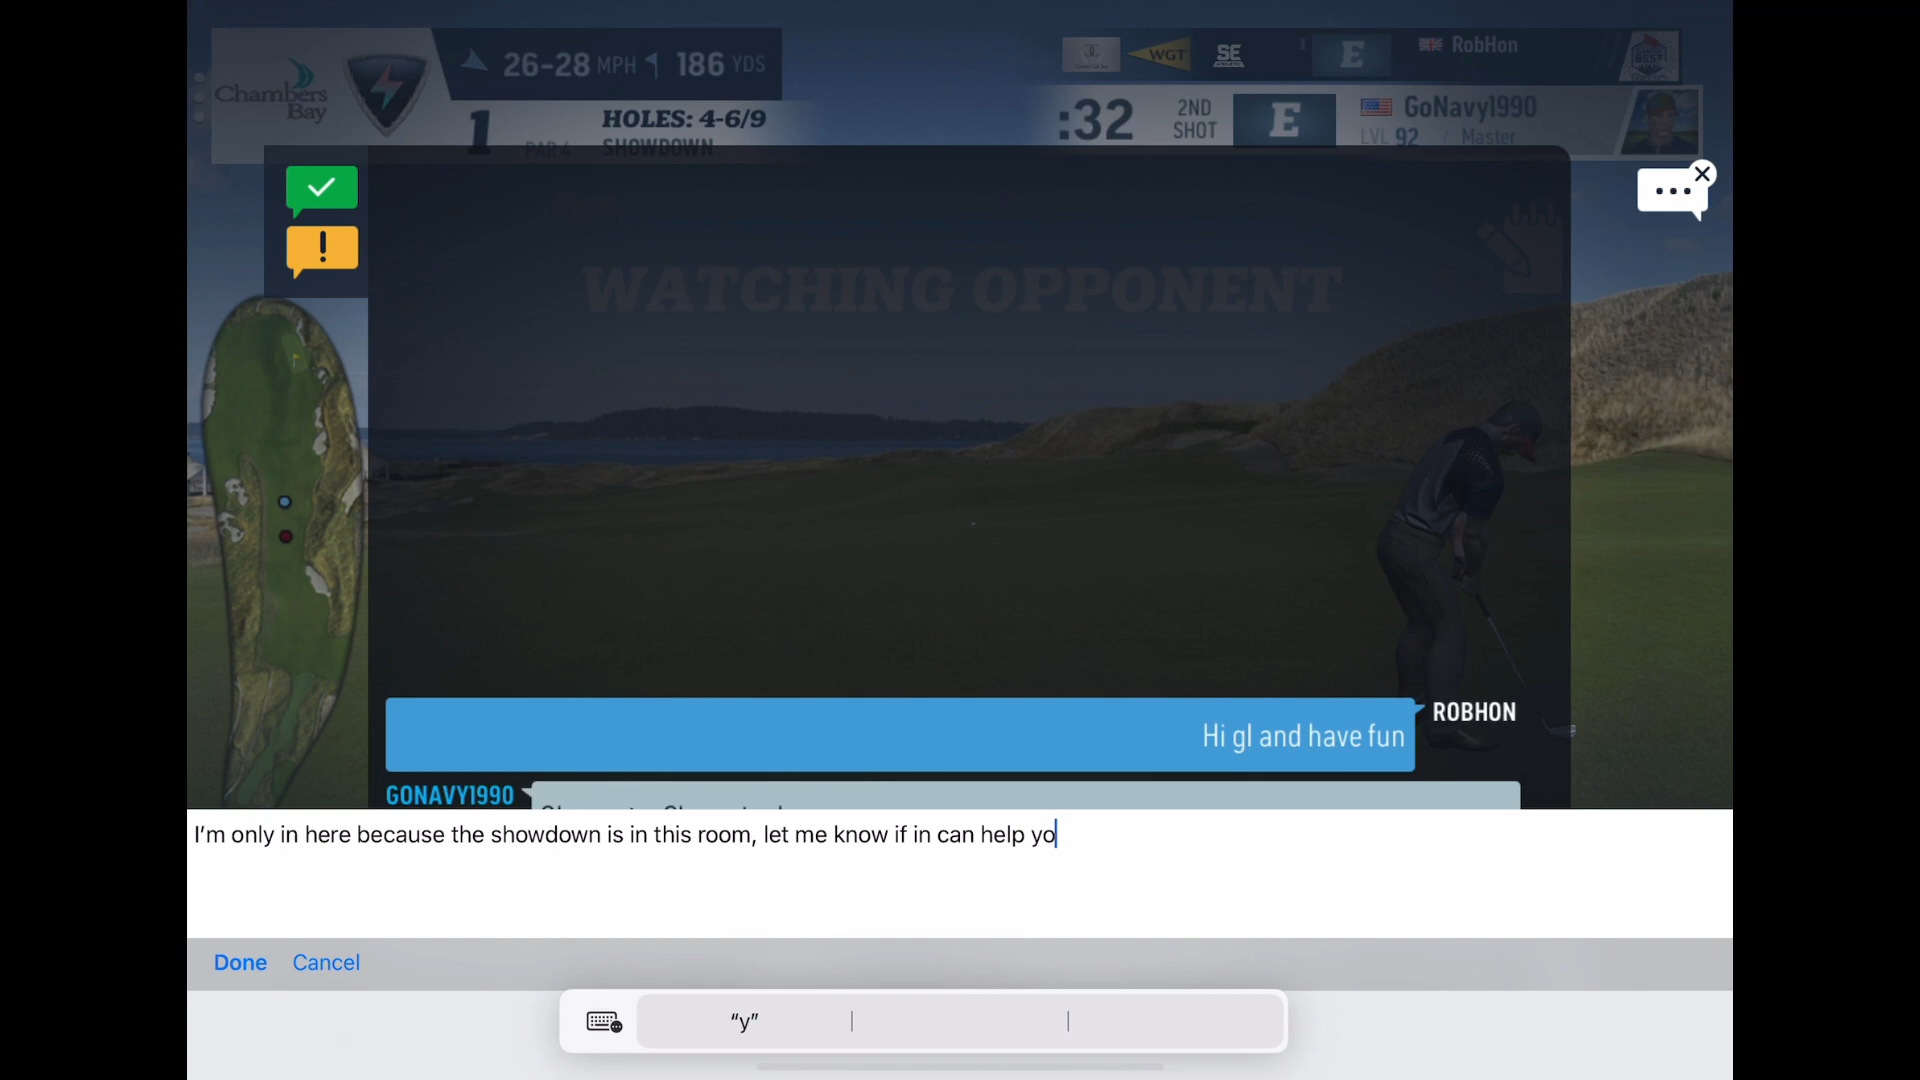 Chambers
Bay
26-28 MPH 186 YDS
1 PAR 4
HOLES: 4-6/9
SHOWDOWN
WGT
SE
E
RobHon
:32
2ND
SHOT
E
GoNavy1990
LVL 92 / Master
WATCHING OPPONENT
ROBHON
Hi gl and have fun
GONAVY1990
I’m only in here because the showdown is in this room, let me know if in can help yo
Done Cancel
“y”